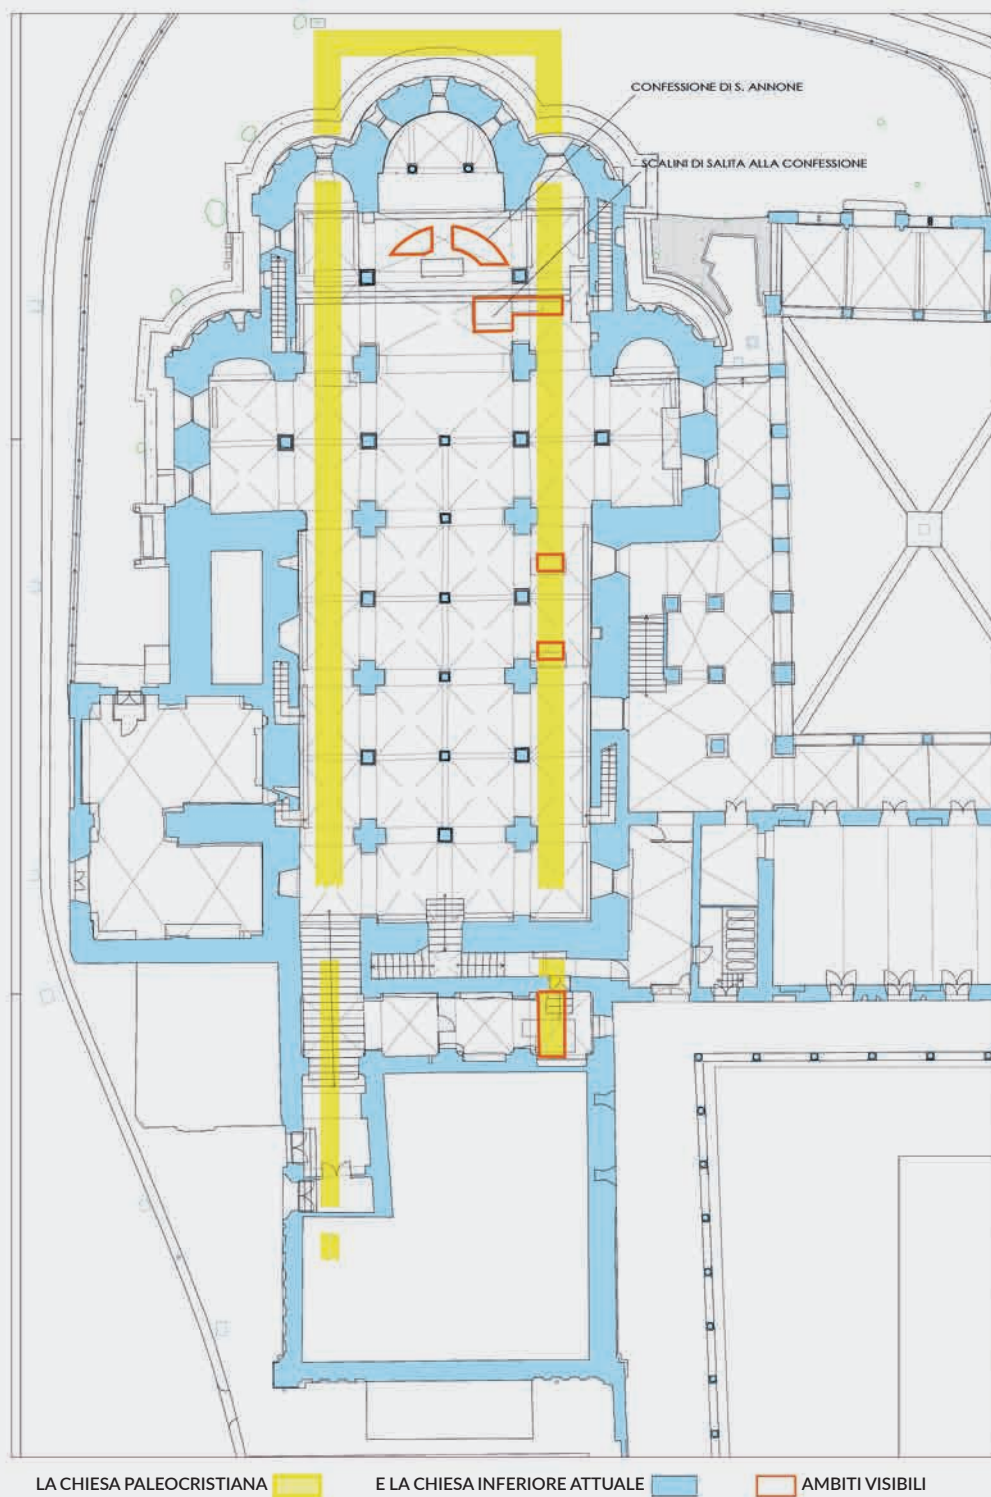 CONFESSIONE DI S. ANNONE
SCALINI DI SALITA ALLA CONFESSIONE
LA CHIESA PALEOCRISTIANA E LA CHIESA INFERIORE ATTUALE AMBITI VISIBILI